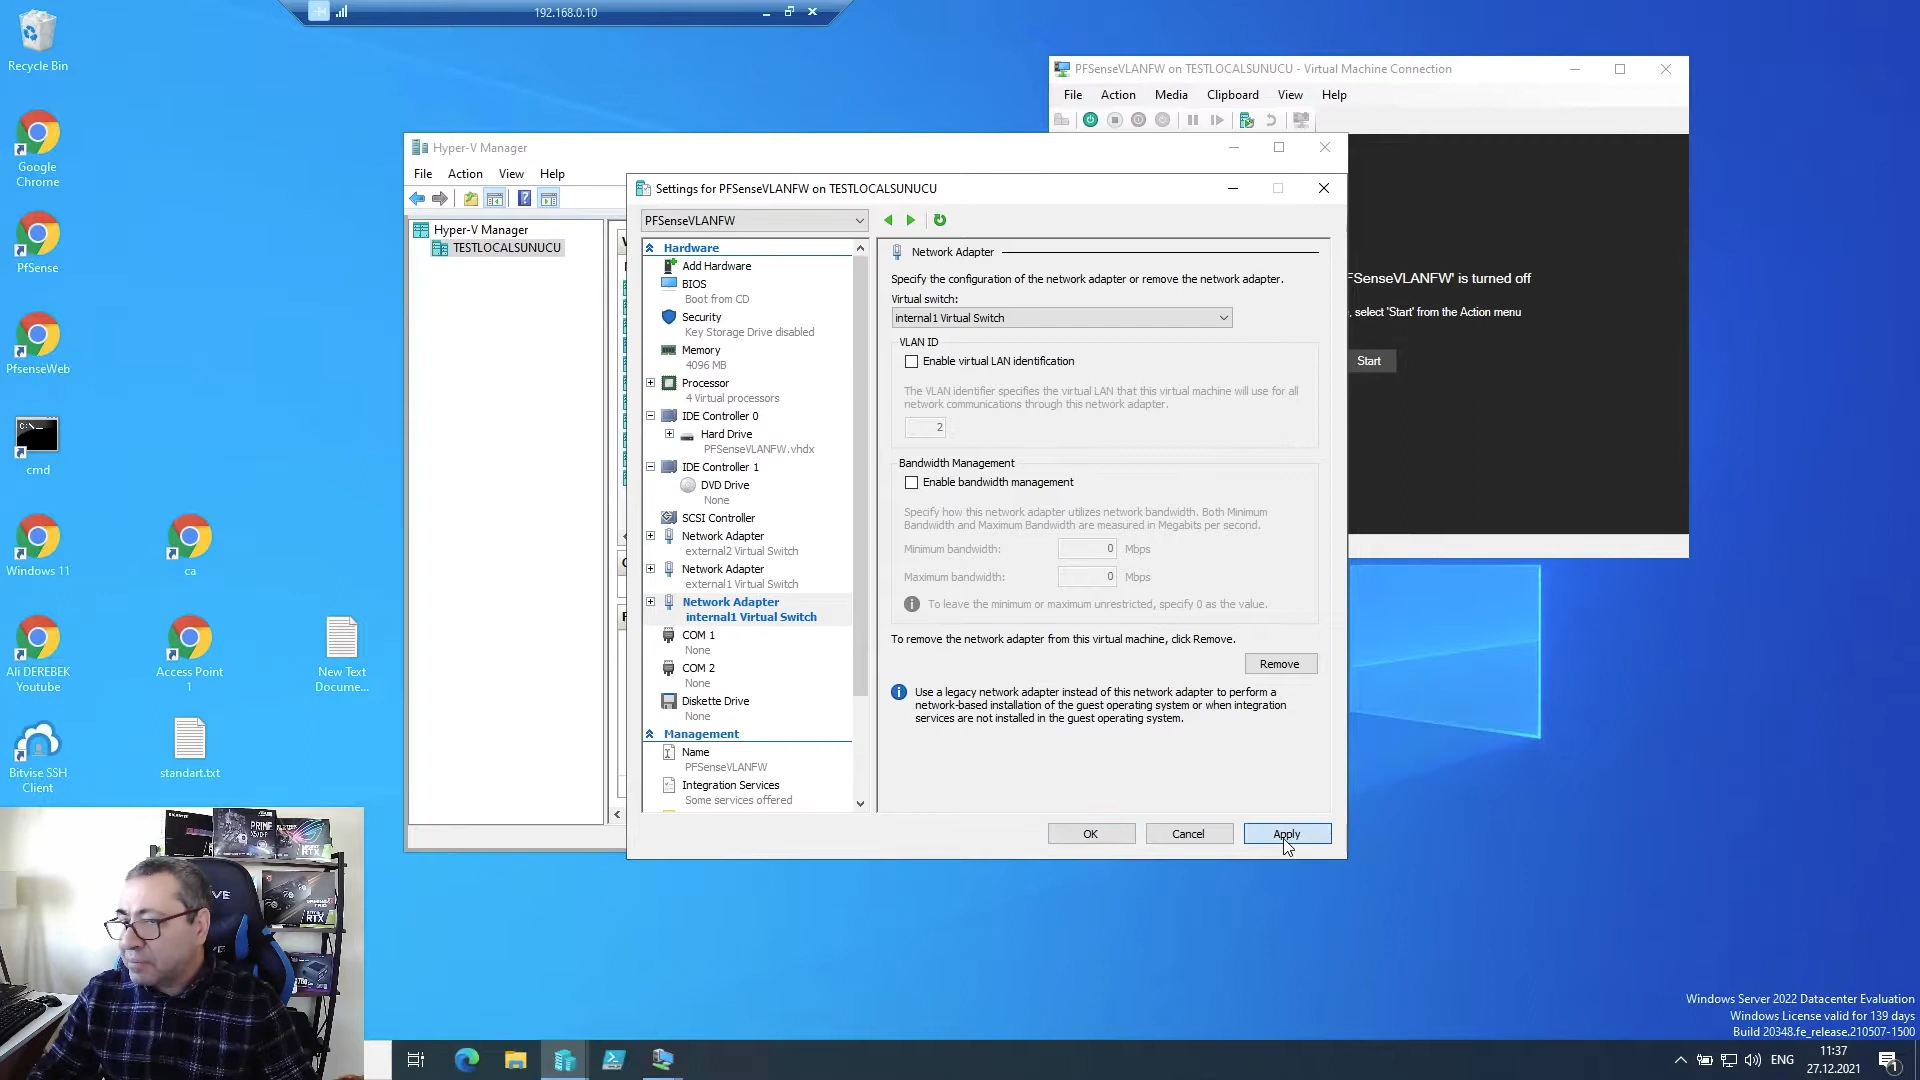 192.168.0.10
Recycle Bin
Google
Chrome
PfSense
PfsenseWeb
cmd
Windows 11
ca
Ali DEREBEK
Youtube
Access Point
1
New Text
Docume...
Bitvise SSH
Client
standart.txt
PFSenseVLANFW on TESTLOCALSUNUCU - Virtual Machine Connection
File Action Media Clipboard View Help
FSenseVLANFW' is turned off
, select 'Start' from the Action menu
Start
Hyper-V Manager
File Action View Help
Hyper-V Manager
TESTLOCALSUNUCU
Settings for PFSenseVLANFW on TESTLOCALSUNUCU
PFSenseVLANFW
Hardware
Add Hardware
BIOS
Boot from CD
Security
Key Storage Drive disabled
Memory
4096 MB
Processor
4 Virtual processors
IDE Controller 0
Hard Drive
PFSenseVLANFW.vhdx
IDE Controller 1
DVD Drive
None
SCSI Controller
Network Adapter
external2 Virtual Switch
Network Adapter
external1 Virtual Switch
Network Adapter
internal1 Virtual Switch
COM 1
None
COM 2
None
Diskette Drive
None
Management
Name
PFSenseVLANFW
Integration Services
Some services offered
Network Adapter
Specify the configuration of the network adapter or remove the network adapter.
Virtual switch:
internal1 Virtual Switch
VLAN ID
Enable virtual LAN identification
The VLAN identifier specifies the virtual LAN that this virtual machine will use for all
network communications through this network adapter.
2
Bandwidth Management
Enable bandwidth management
Specify how this network adapter utilizes network bandwidth. Both Minimum
Bandwidth and Maximum Bandwidth are measured in Megabits per second.
Minimum bandwidth: 0 Mbps
Maximum bandwidth: 0 Mbps
To leave the minimum or maximum unrestricted, specify 0 as the value.
To remove the network adapter from this virtual machine, click Remove.
Remove
Use a legacy network adapter instead of this network adapter to perform a
network-based installation of the guest operating system or when integration
services are not installed in the guest operating system.
OK Cancel Apply
PRIME
RTX
RTX
Windows Server 2022 Datacenter Evaluation
Windows License valid for 139 days
Build 20348.fe_release.210507-1500
ENG
11:37
27.12.2021
1